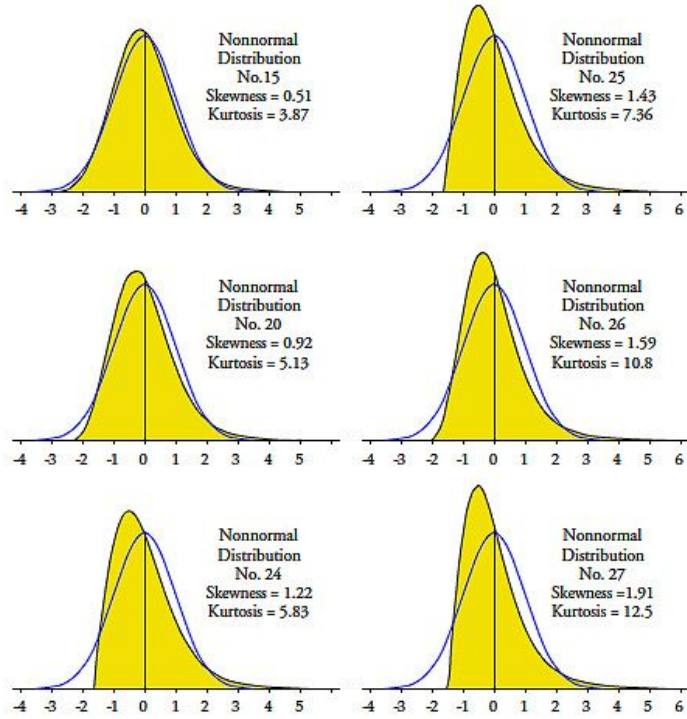 Nonnormal
Distribution
No.15
Skewness = 0.51
Kurtosis = 3.87
-4 -3 -2 -1 0 1 2 3 4 5
Nonnormal
Distribution
No. 25
Skewness = 1.43
Kurtosis = 7.36
-4 -3 -2 -1 0 1 2 3 4 5 6
Nonnormal
Distribution
No. 20
Skewness = 0.92
Kurtosis = 5.13
-4 -3 -2 -1 0 1 2 3 4 5
Nonnormal
Distribution
No. 26
Skewness = 1.59
Kurtosis = 10.8
-4 -3 -2 -1 0 1 2 3 4 5 6
Nonnormal
Distribution
No. 24
Skewness = 1.22
Kurtosis = 5.83
-4 -3 -2 -1 0 1 2 3 4 5
Nonnormal
Distribution
No. 27
Skewness =1.91
Kurtosis = 12.5
-4 -3 -2 -1 0 1 2 3 4 5 6